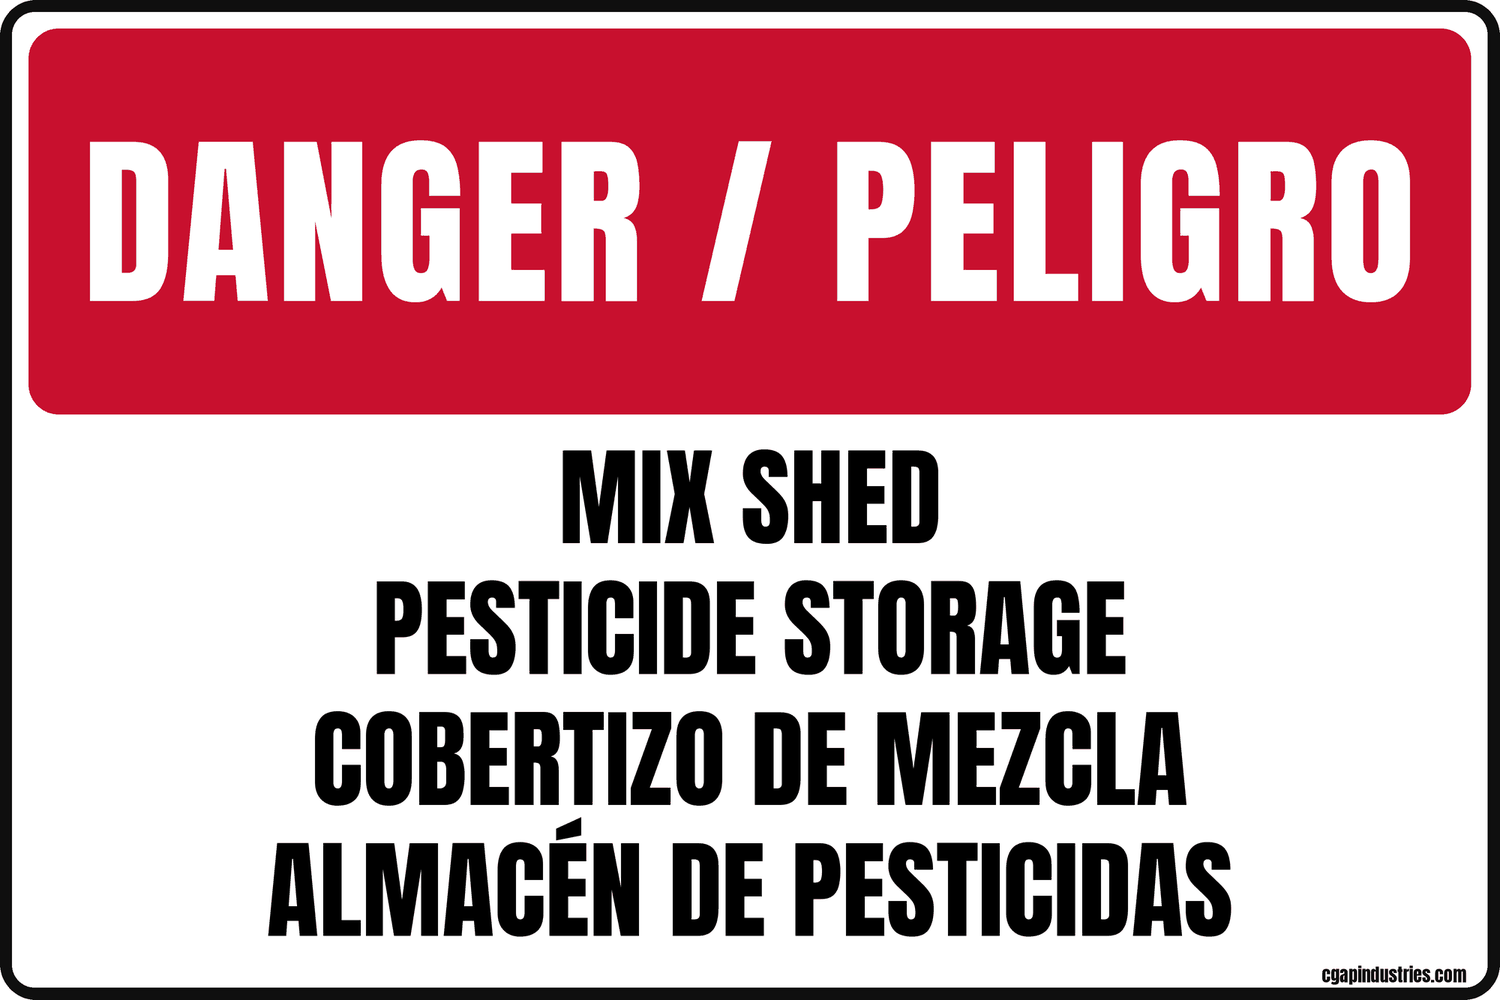 DANGER / PELIGRO
MIX SHED
PESTICIDE STORAGE
COBERTIZO DE MEZCLA
ALMACÉN DE PESTICIDAS
cgapindustries.com